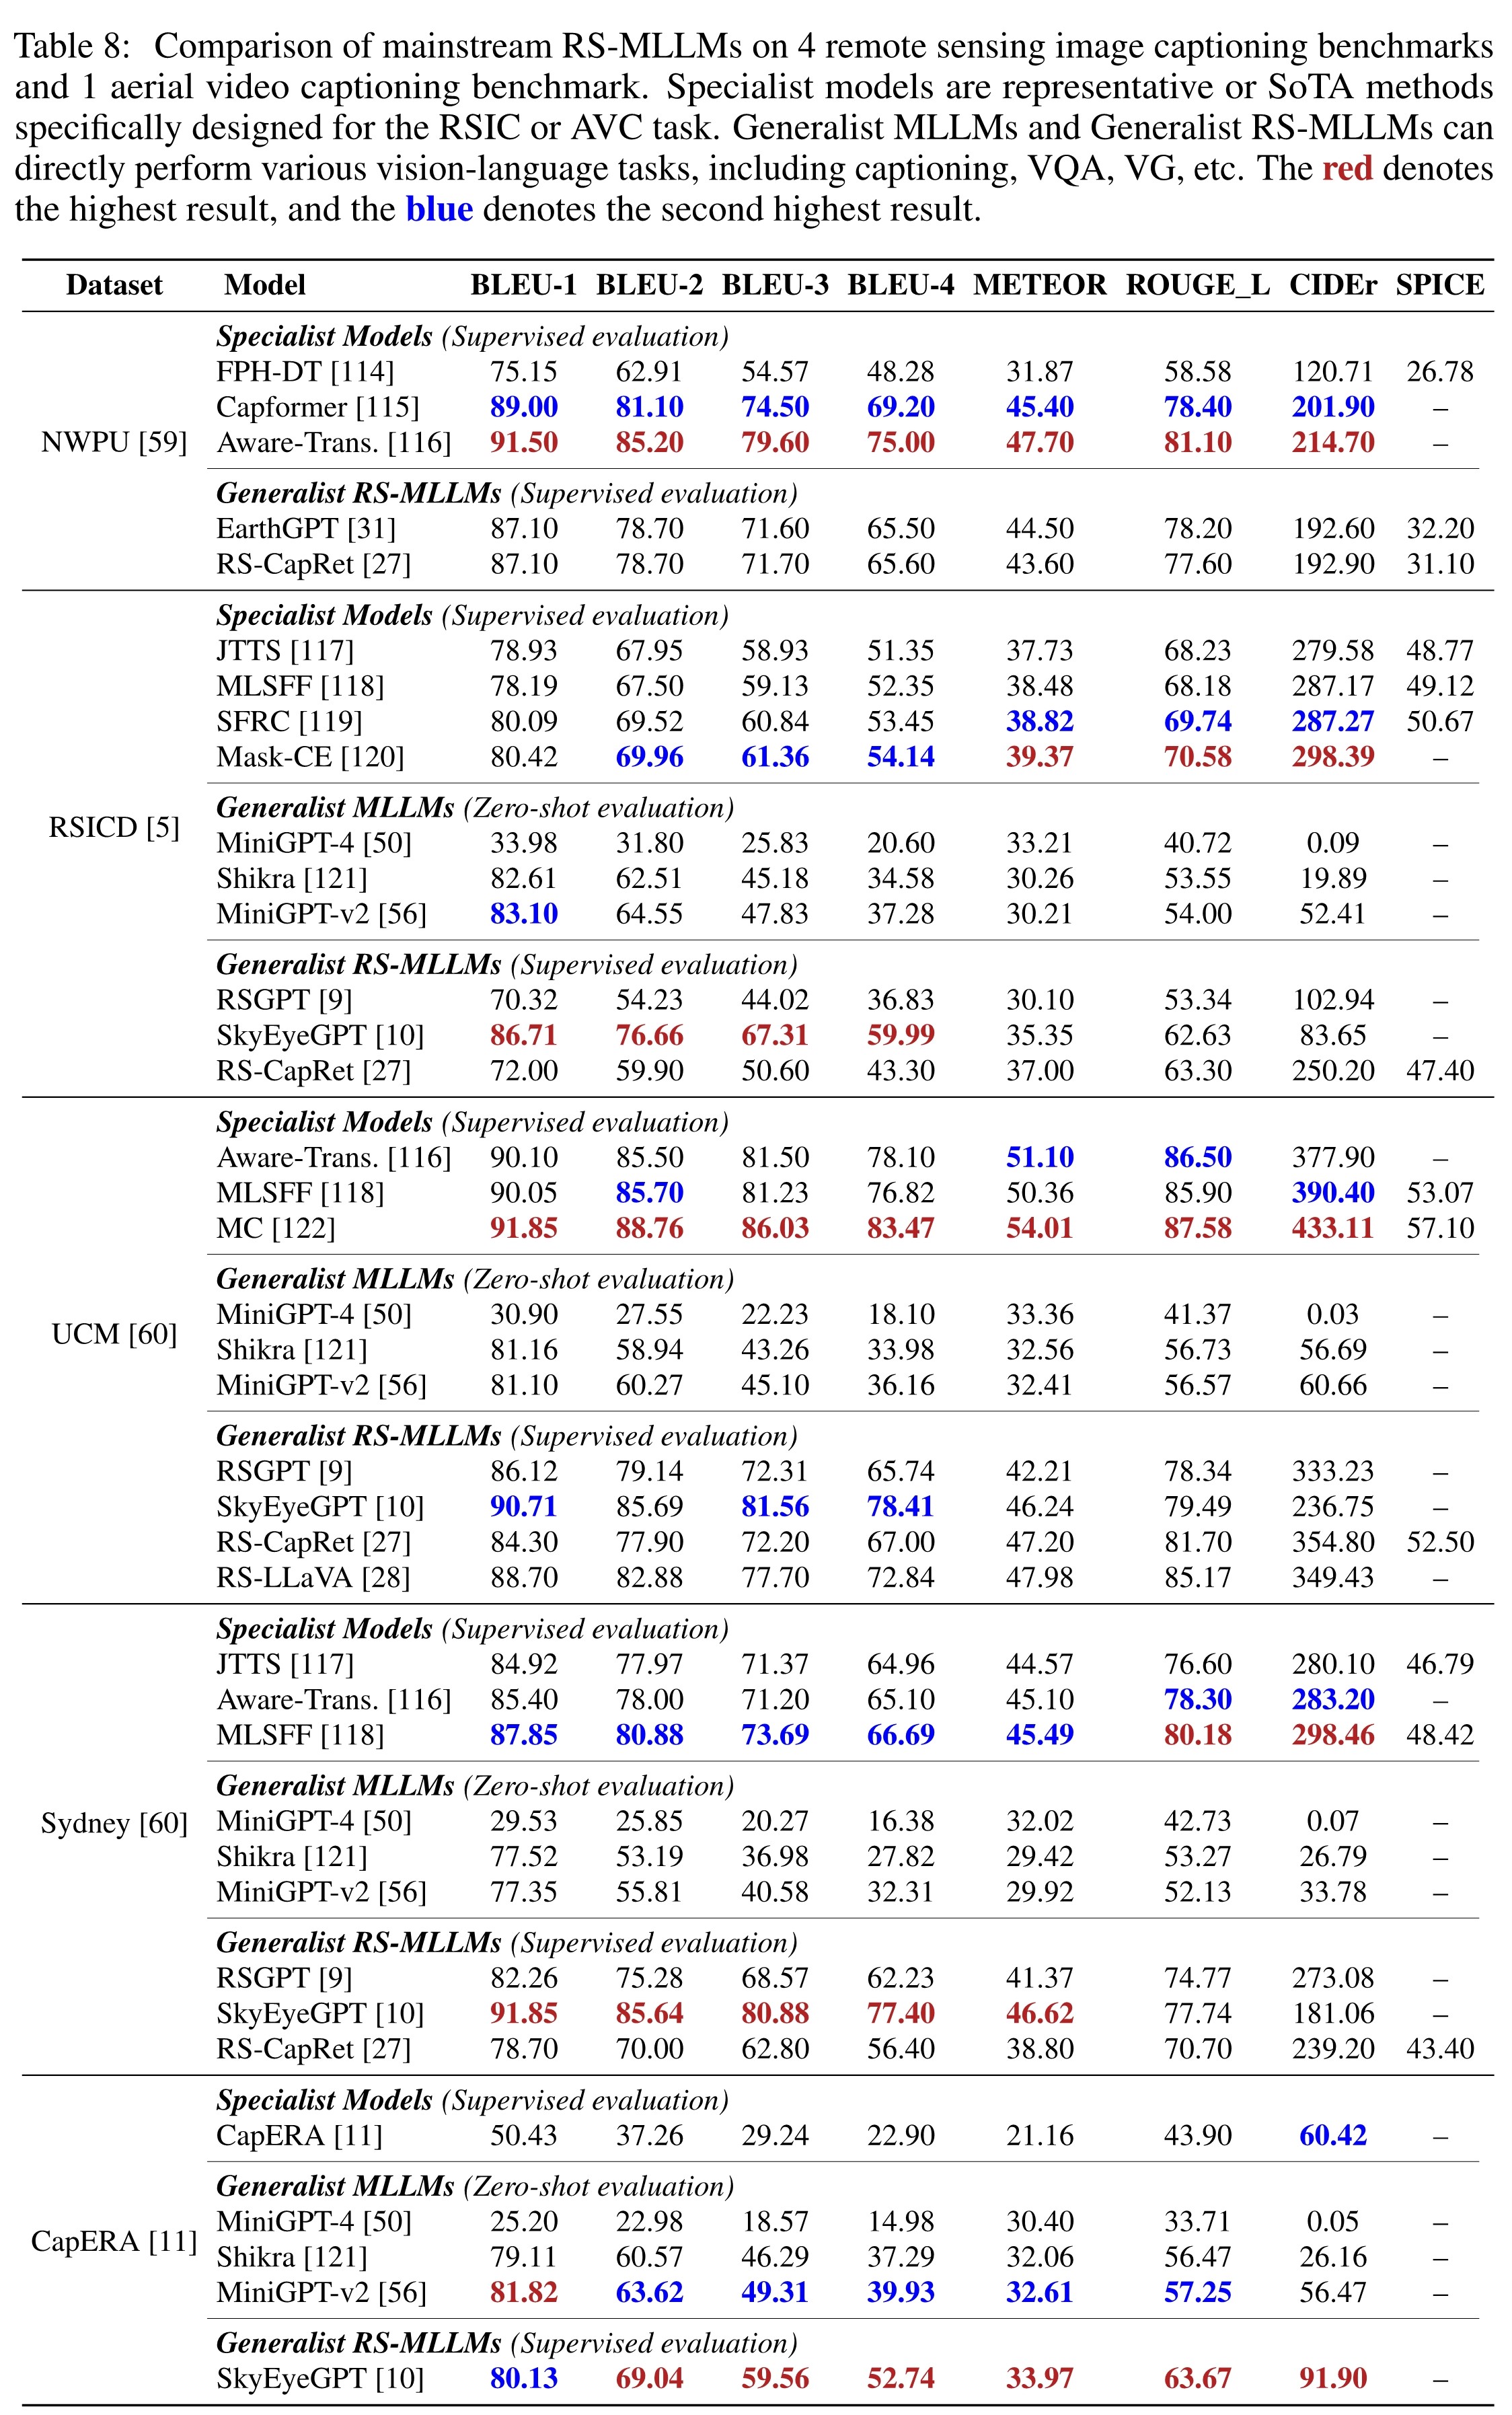 Table 8: Comparison of mainstream RS-MLLMs on 4 remote sensing image captioning benchmarks
and 1 aerial video captioning benchmark. Specialist models are representative or SoTA methods
specifically designed for the RSIC or AVC task. Generalist MLLMs and Generalist RS-MLLMs can
directly perform various vision-language tasks, including captioning, VQA, VG, etc. The red denotes
the highest result, and the blue denotes the second highest result.
Dataset Model BLEU-1 BLEU-2 BLEU-3 BLEU-4 METEOR ROUGE_L CIDEr SPICE
Specialist Models (Supervised evaluation)
FPH-DT [114] 75.15 62.91 54.57 48.28 31.87 58.58 120.71 26.78
Capformer [115] 89.00 81.10 74.50 69.20 45.40 78.40 201.90 –
NWPU [59] Aware-Trans. [116] 91.50 85.20 79.60 75.00 47.70 81.10 214.70 –
Generalist RS-MLLMs (Supervised evaluation)
EarthGPT [31] 87.10 78.70 71.60 65.50 44.50 78.20 192.60 32.20
RS-CapRet [27] 87.10 78.70 71.70 65.60 43.60 77.60 192.90 31.10
Specialist Models (Supervised evaluation)
JTTS [117] 78.93 67.95 58.93 51.35 37.73 68.23 279.58 48.77
MLSFF [118] 78.19 67.50 59.13 52.35 38.48 68.18 287.17 49.12
SFRC [119] 80.09 69.52 60.84 53.45 38.82 69.74 287.27 50.67
Mask-CE [120] 80.42 69.96 61.36 54.14 39.37 70.58 298.39 –
Generalist MLLMs (Zero-shot evaluation)
RSICD [5]
MiniGPT-4 [50] 33.98 31.80 25.83 20.60 33.21 40.72 0.09 –
Shikra [121] 82.61 62.51 45.18 34.58 30.26 53.55 19.89 –
MiniGPT-v2 [56] 83.10 64.55 47.83 37.28 30.21 54.00 52.41 –
Generalist RS-MLLMs (Supervised evaluation)
RSGPT [9] 70.32 54.23 44.02 36.83 30.10 53.34 102.94 –
SkyEyeGPT [10] 86.71 76.66 67.31 59.99 35.35 62.63 83.65 –
RS-CapRet [27] 72.00 59.90 50.60 43.30 37.00 63.30 250.20 47.40
Specialist Models (Supervised evaluation)
Aware-Trans. [116] 90.10 85.50 81.50 78.10 51.10 86.50 377.90 –
MLSFF [118] 90.05 85.70 81.23 76.82 50.36 85.90 390.40 53.07
MC [122] 91.85 88.76 86.03 83.47 54.01 87.58 433.11 57.10
Generalist MLLMs (Zero-shot evaluation)
MiniGPT-4 [50] 30.90 27.55 22.23 18.10 33.36 41.37 0.03 –
UCM [60]
Shikra [121] 81.16 58.94 43.26 33.98 32.56 56.73 56.69 –
MiniGPT-v2 [56] 81.10 60.27 45.10 36.16 32.41 56.57 60.66 –
Generalist RS-MLLMs (Supervised evaluation)
RSGPT [9] 86.12 79.14 72.31 65.74 42.21 78.34 333.23 –
SkyEyeGPT [10] 90.71 85.69 81.56 78.41 46.24 79.49 236.75 –
RS-CapRet [27] 84.30 77.90 72.20 67.00 47.20 81.70 354.80 52.50
RS-LLaVA [28] 88.70 82.88 77.70 72.84 47.98 85.17 349.43 –
Specialist Models (Supervised evaluation)
JTTS [117] 84.92 77.97 71.37 64.96 44.57 76.60 280.10 46.79
Aware-Trans. [116] 85.40 78.00 71.20 65.10 45.10 78.30 283.20 –
MLSFF [118] 87.85 80.88 73.69 66.69 45.49 80.18 298.46 48.42
Generalist MLLMs (Zero-shot evaluation)
Sydney [60] MiniGPT-4 [50] 29.53 25.85 20.27 16.38 32.02 42.73 0.07 –
Shikra [121] 77.52 53.19 36.98 27.82 29.42 53.27 26.79 –
MiniGPT-v2 [56] 77.35 55.81 40.58 32.31 29.92 52.13 33.78 –
Generalist RS-MLLMs (Supervised evaluation)
RSGPT [9] 82.26 75.28 68.57 62.23 41.37 74.77 273.08 –
SkyEyeGPT [10] 91.85 85.64 80.88 77.40 46.62 77.74 181.06 –
RS-CapRet [27] 78.70 70.00 62.80 56.40 38.80 70.70 239.20 43.40
Specialist Models (Supervised evaluation)
CapERA [11] 50.43 37.26 29.24 22.90 21.16 43.90 60.42 –
Generalist MLLMs (Zero-shot evaluation)
MiniGPT-4 [50] 25.20 22.98 18.57 14.98 30.40 33.71 0.05 –
CapERA [11]
Shikra [121] 79.11 60.57 46.29 37.29 32.06 56.47 26.16 –
MiniGPT-v2 [56] 81.82 63.62 49.31 39.93 32.61 57.25 56.47 –
Generalist RS-MLLMs (Supervised evaluation)
SkyEyeGPT [10] 80.13 69.04 59.56 52.74 33.97 63.67 91.90 –